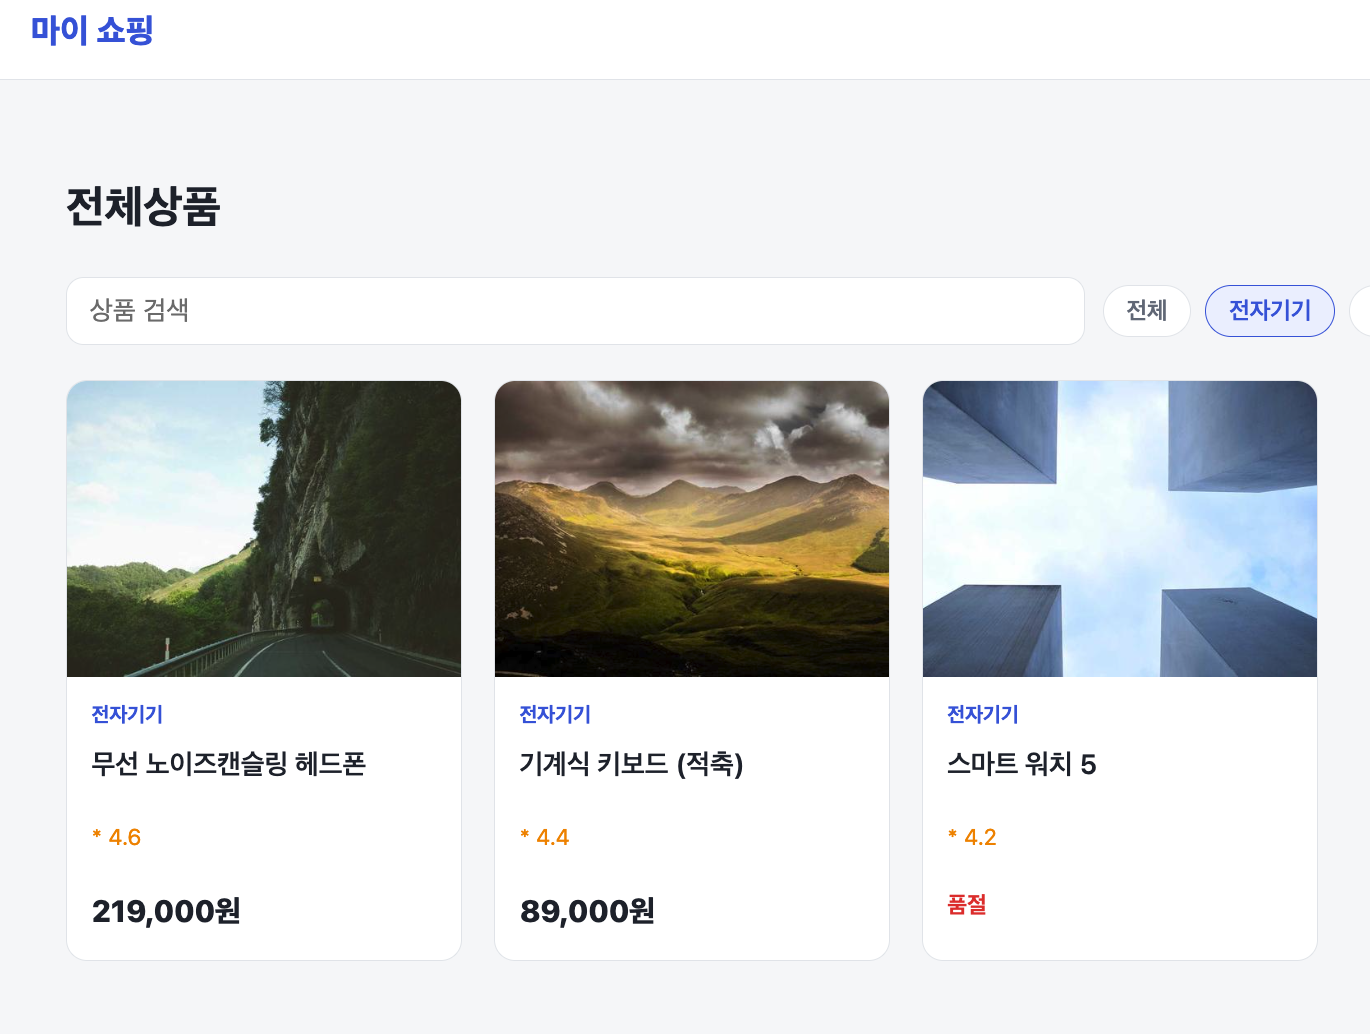 마이 쇼핑
전체상품
상품 검색
전체
전자기기
전자기기
무선 노이즈캔슬링 헤드폰
* 4.6
219,000원
전자기기
기계식 키보드 (적축)
* 4.4
89,000원
전자기기
스마트 워치 5
* 4.2
품절